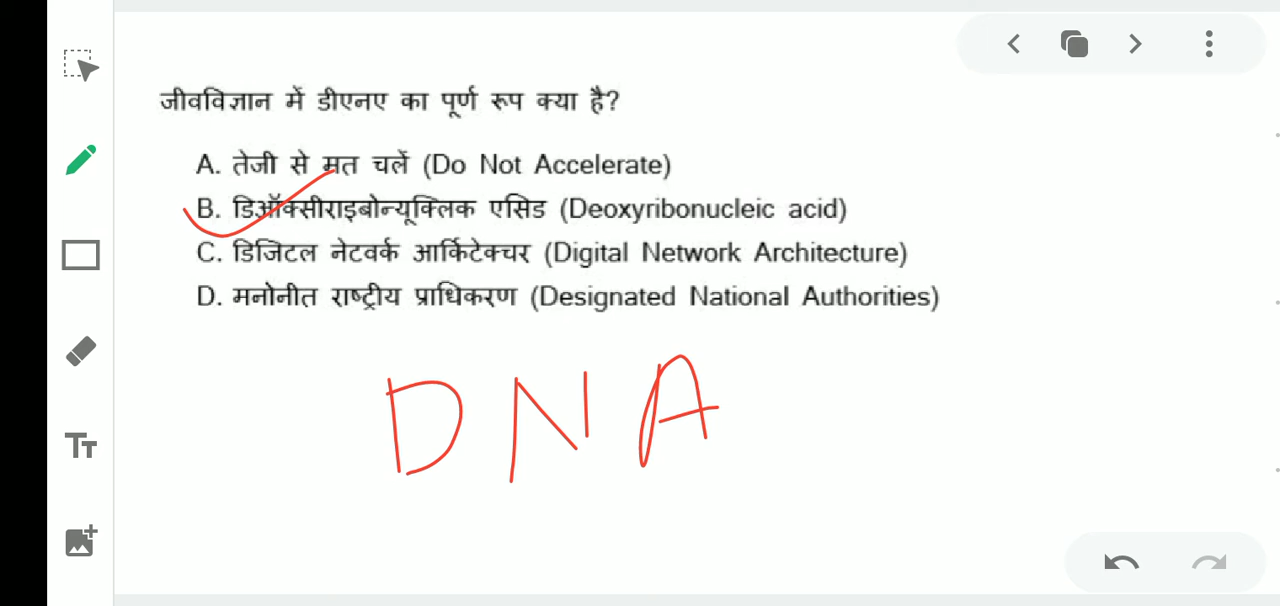 जीवविज्ञान में डीएनए का पूर्ण रूप क्या है?
A. तेजी से मत चलें (Do Not Accelerate)
B. डिऑक्सीराइबोन्यूक्लिक एसिड (Deoxyribonucleic acid)
C. डिजिटल नेटवर्क आर्किटेक्चर (Digital Network Architecture)
D. मनोनीत राष्ट्रीय प्राधिकरण (Designated National Authorities)
DNA